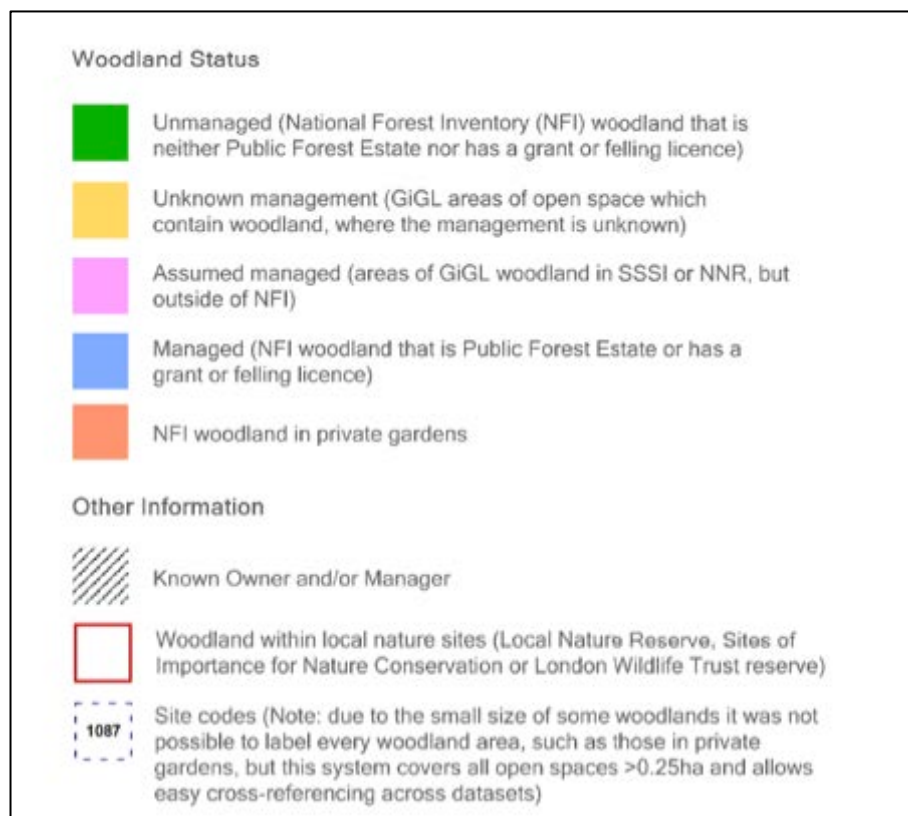 Woodland Status
Unmanaged (National Forest Inventory (NFI) woodland that is
neither Public Forest Estate nor has a grant or felling licence)
Unknown management (GiGL areas of open space which
contain woodland, where the management is unknown)
Assumed managed (areas of GiGL woodland in SSSI or NNR, but
outside of NFI)
Managed (NFI woodland that is Public Forest Estate or has a
grant or felling licence)
NFI woodland in private gardens
Other Information
Known Owner and/or Manager
Woodland within local nature sites (Local Nature Reserve, Sites of
Importance for Nature Conservation or London Wildlife Trust reserve)
1087
Site codes (Note: due to the small size of some woodlands it was not
possible to label every woodland area, such as those in private
gardens, but this system covers all open spaces >0.25ha and allows
easy cross-referencing across datasets)